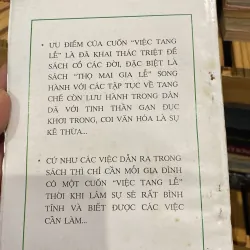 • ƯU ĐIỂM CỦA CUỐN "VIỆC TANG
LỄ" LÀ ĐÃ KHAI THÁC TRIỆT ĐỂ
SÁCH CỔ CÁC ĐỜI, ĐẶC BIỆT LÀ
SÁCH "THỌ MAI GIA LỄ" SONG
HÀNH VỚI CÁC TẬP TỤC VỀ TANG
CHẾ CÒN LƯU HÀNH TRONG DÂN
DÃ VỚI TINH THẦN GẠN ĐỤC
KHƠI TRONG, COI VĂN HÓA LÀ SỰ
KẾ THỪA...
• CỨ NHƯ CÁC VIỆC DẪN RA TRONG
SÁCH THÌ CHỈ CẦN MỖI GIA ĐÌNH
CÓ MỘT CUỐN "VIỆC TANG LỄ"
THỜI KHI LÂM SỰ SẼ RẤT BÌNH
TĨNH VÀ BIẾT ĐƯỢC CÁC VIỆC
CẦN LÀM...